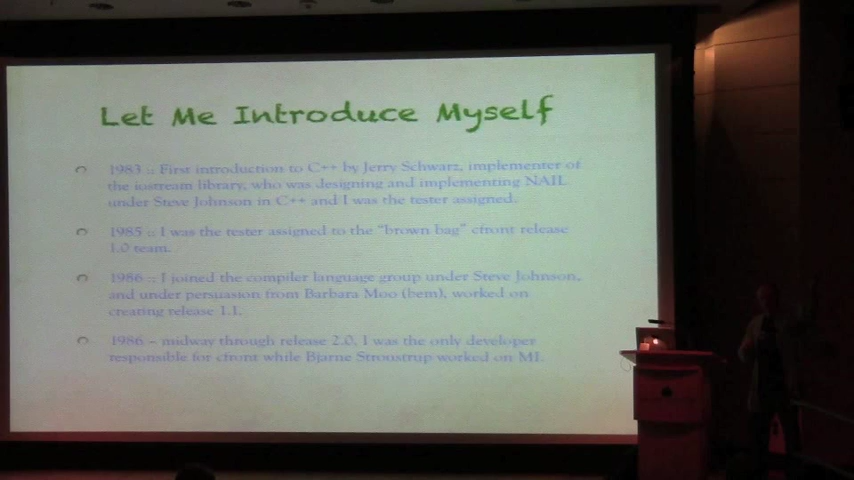 Let Me Introduce Myself
1983 :: First introduction to C++ by Jerry Schwarz, implementer of
the iostream library, who was designing and implementing NAIL
under Steve Johnson in C++ and I was the tester assigned.
1985 :: I was the tester assigned to the “brown bag” cfront release
1.0 team.
1986 :: I joined the compiler language group under Steve Johnson,
and under persuasion from Barbara Moo (bem), worked on
creating release 1.1.
1986 – midway through release 2.0, I was the only developer
responsible for cfront while Bjarne Stroustrup worked on MI.